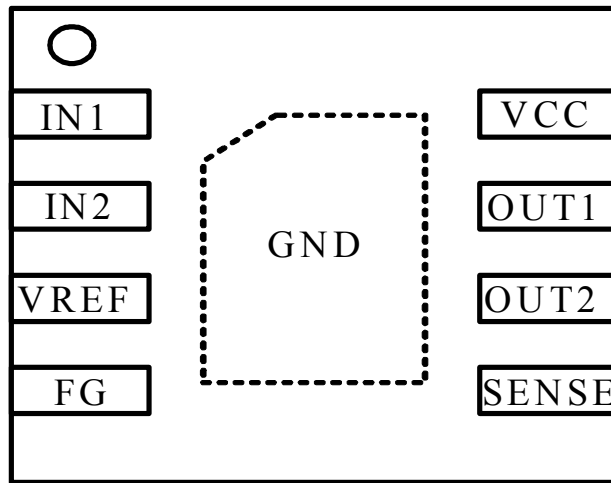 IN1
IN2
VREF
FG
GND
VCC
OUT1
OUT2
SENSE